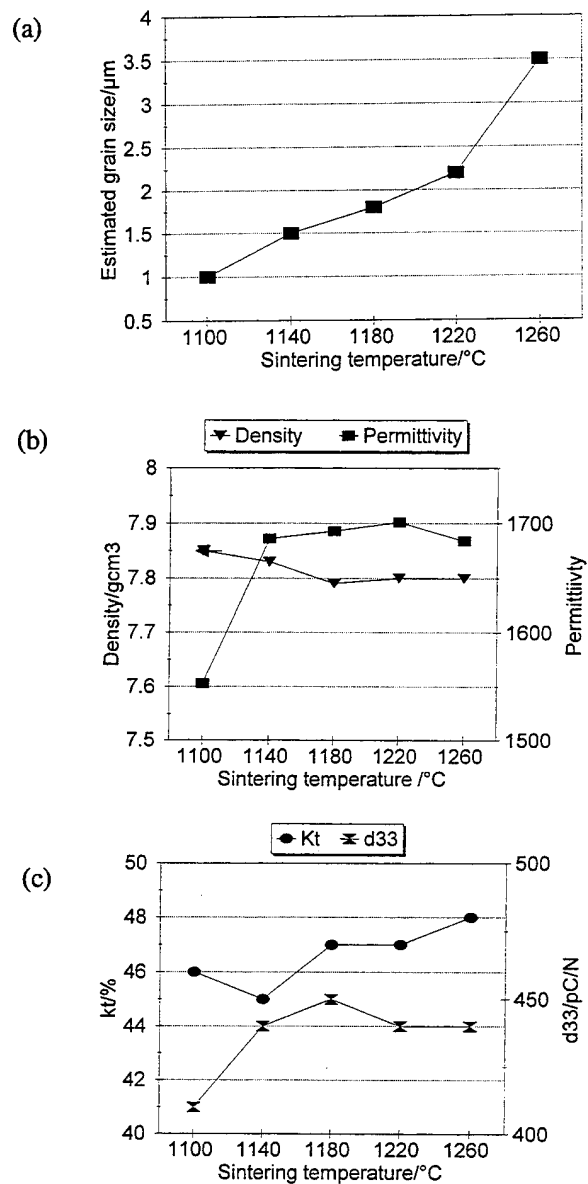 (a)
4
3.5
3
2.5
2
1.5
1
0.5
Estimated grain size/µm
1100 1140 1180 1220 1260
Sintering temperature/°C
(b)
Density Permittivity
8
7.9
7.8
7.7
7.6
7.5
Density/gcm3
1700
1600
1500
Permittiivty
1100 1140 1180 1220 1260
Sintering temperature /°C
(c)
Kt d33
50
48
46
44
42
40
kt/%
500
450
400
d33/pC/N
1100 1140 1180 1220 1260
Sintering temperature/°C